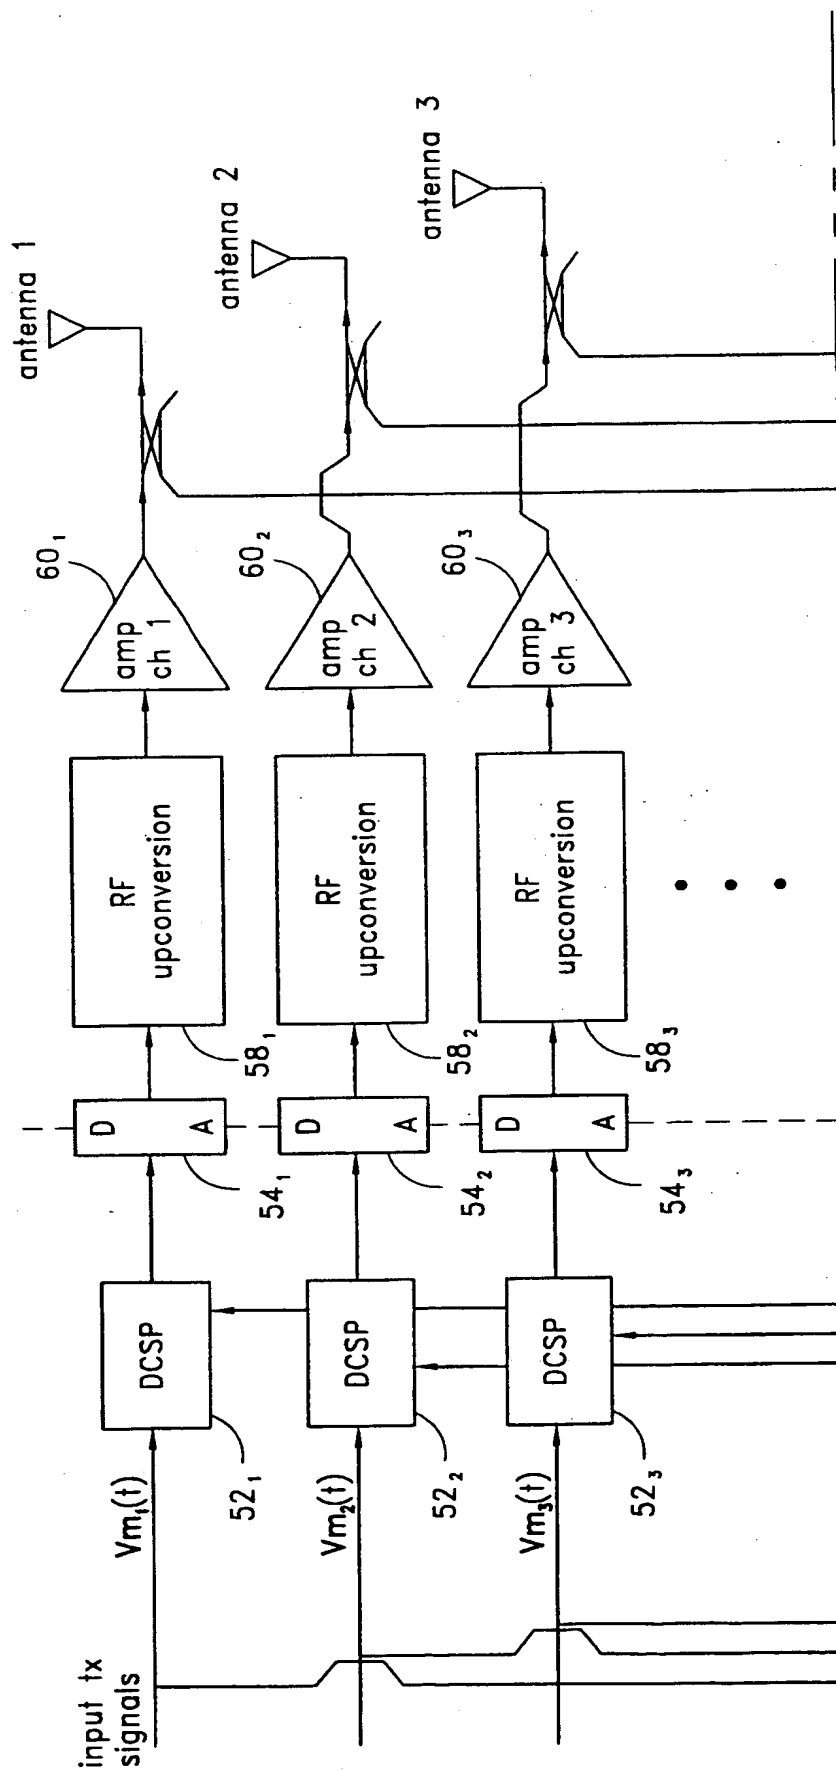 input tx
signals
Vm₁(t)
DCSP
52₁
D
A
54₁
RF
upconversion
58₁
amp
ch 1
60₁
antenna 1
Vm₂(t)
DCSP
52₂
D
A
54₂
RF
upconversion
58₂
amp
ch 2
60₂
antenna 2
Vm₃(t)
DCSP
52₃
D
A
54₃
RF
upconversion
58₃
amp
ch 3
60₃
antenna 3